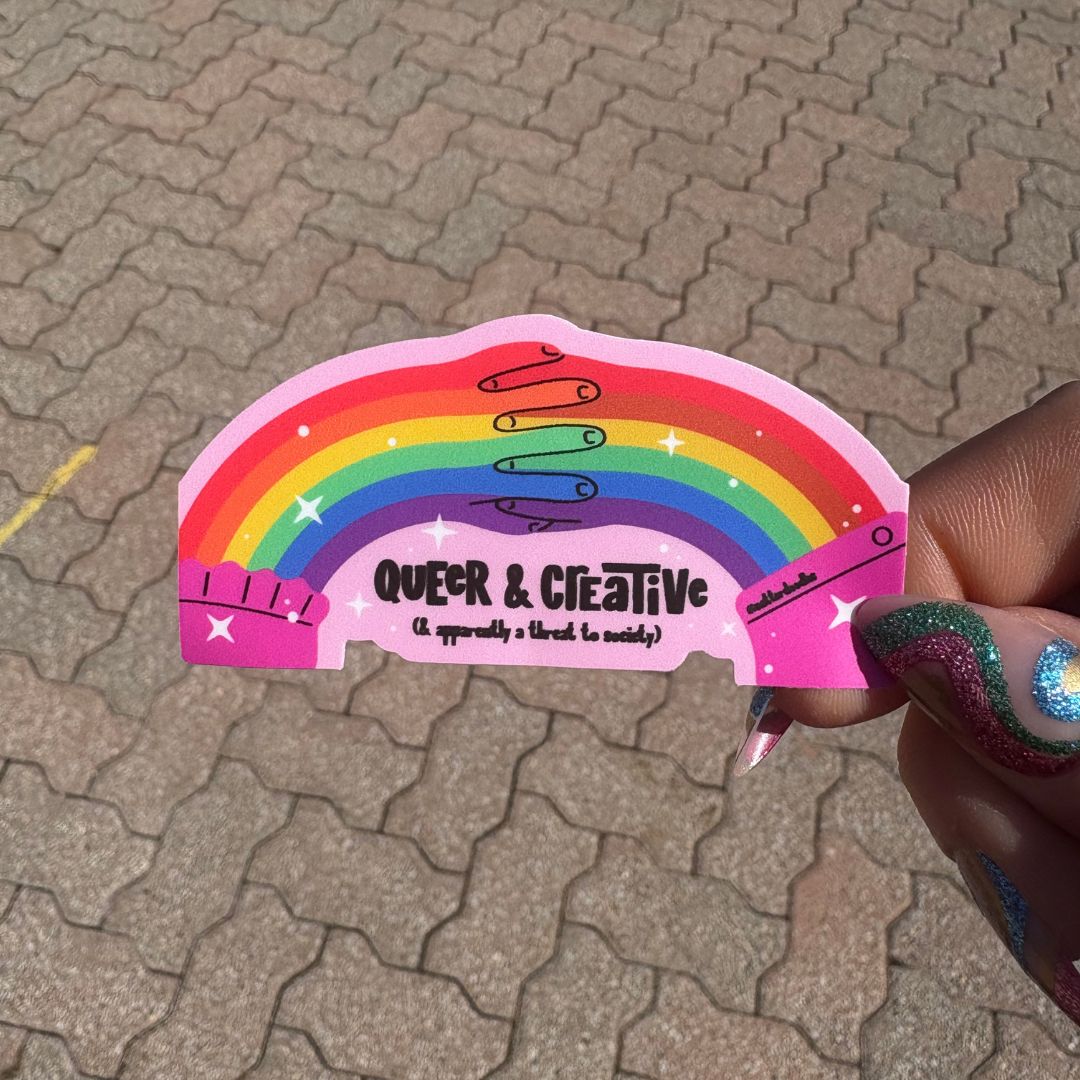 QUEeR & CrEaTiVe
(& apparently a threat to society)